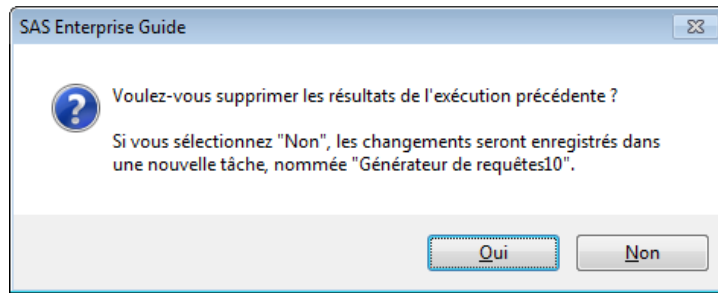 SAS Enterprise Guide
Voulez-vous supprimer les résultats de l'exécution précédente ?
Si vous sélectionnez "Non", les changements seront enregistrés dans
une nouvelle tâche, nommée "Générateur de requêtes10".
Oui
Non